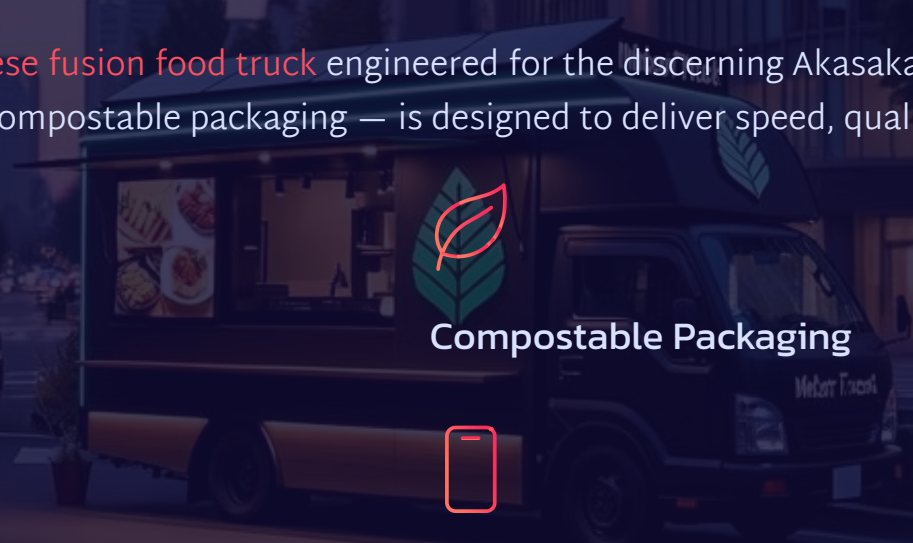 ese fusion food truck engineered for the discerning Akasaka
ompostable packaging — is designed to deliver speed, qual
Compostable Packaging